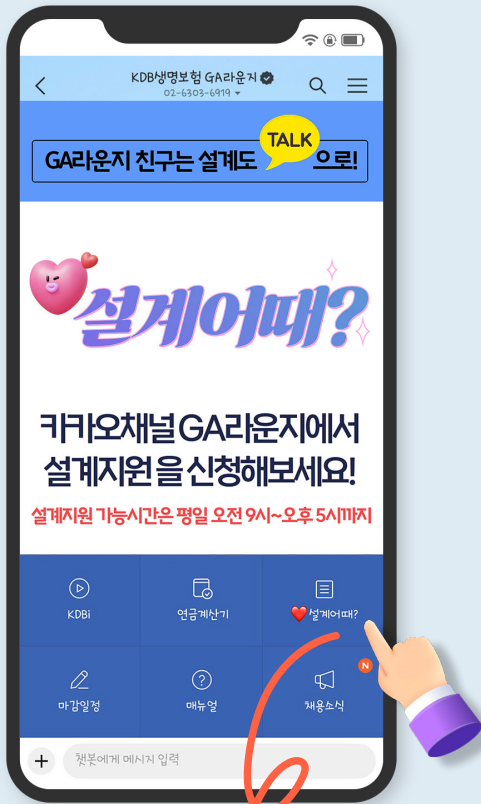 KDB생명보험 GA라운지
02-6303-6919
GA라운지 친구는 설계도 TALK으로!
설계어때?
카카오채널 GA라운지에서
설계지원 을 신청해보세요!
설계지원 가능시간은 평일 오전 9시~오후 5시까지
KDBi
연금계산기
설계어때?
마감일정
매뉴얼
N
채용소식
챗봇에게 메시지 입력